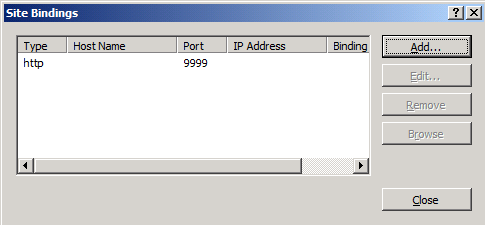 Site Bindings
Type Host Name Port IP Address Binding
http 9999
Add...
Edit...
Remove
Browse
Close